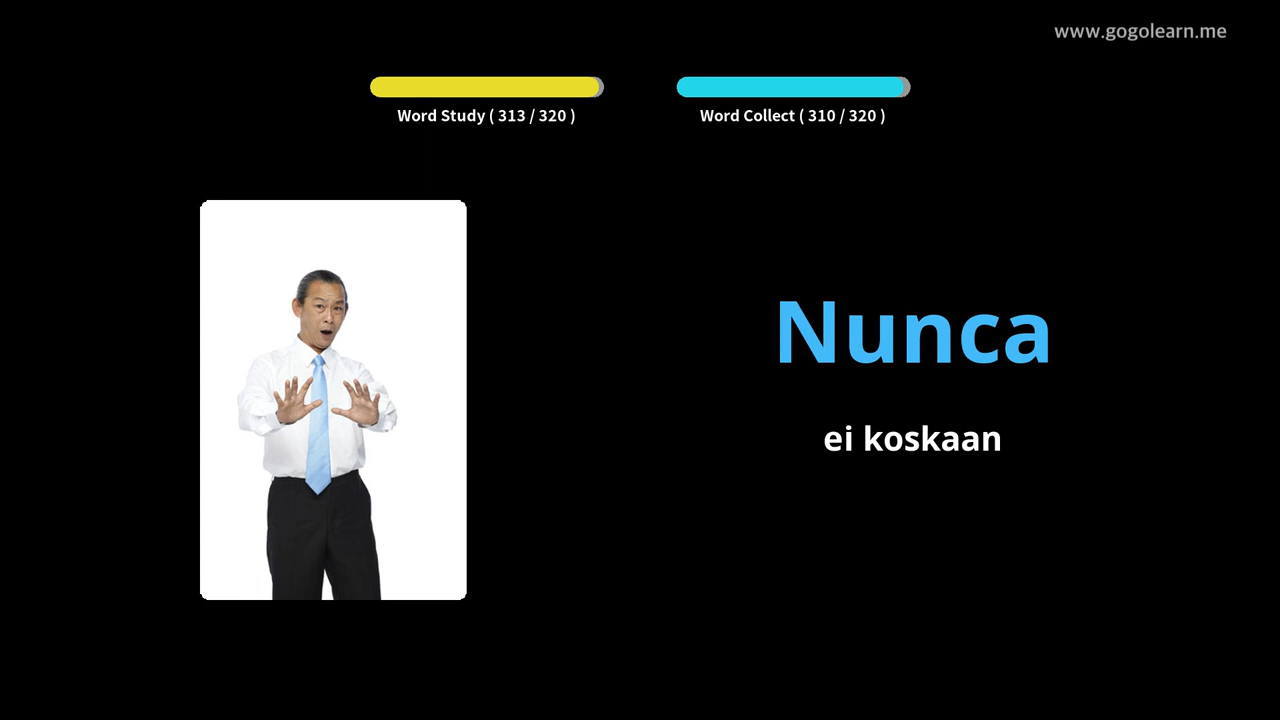 www.gogolearn.me
Word Study ( 313 / 320 )
Word Collect ( 310 / 320 )
Nunca
ei koskaan